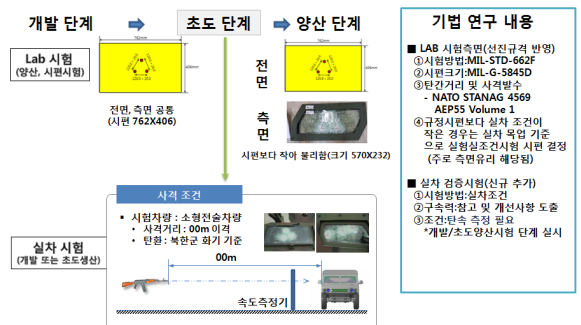 개발 단계
초도 단계
양산 단계
Lab 시험
(양산, 시편시험)
762mm
406mm
전면, 측면 공통
(시편 762X406)
전
면
762mm
406mm
측
면
시편보다 작아 불리함(크기 570X232)
사격 조건
실차 시험
(개발 또는 초도생산)
▪ 시험차량 : 소형전술차량
• 사격거리 : 00m 이격
• 탄환 : 북한군 화기 기준
00m
속도측정기
기법 연구 내용
■ LAB 시험측면(선진규격 반영)
①시험방법:MIL-STD-662F
②시편크기:MIL-G-5845D
③탄간거리 및 사격발수
- NATO STANAG 4569
AEP55 Volume 1
④규정시편보다 실차 조건이
작은 경우는 실차 목업 기준
으로 실험실조건시험 시편 결정
(주로 측면유리 해당됨)
■ 실차 검증시험(신규 추가)
①시험방법:실차조건
②구속력:참고 및 개선사항 도출
③조건:탄속 측정 필요
*개발/초도양산시험 단계 실시